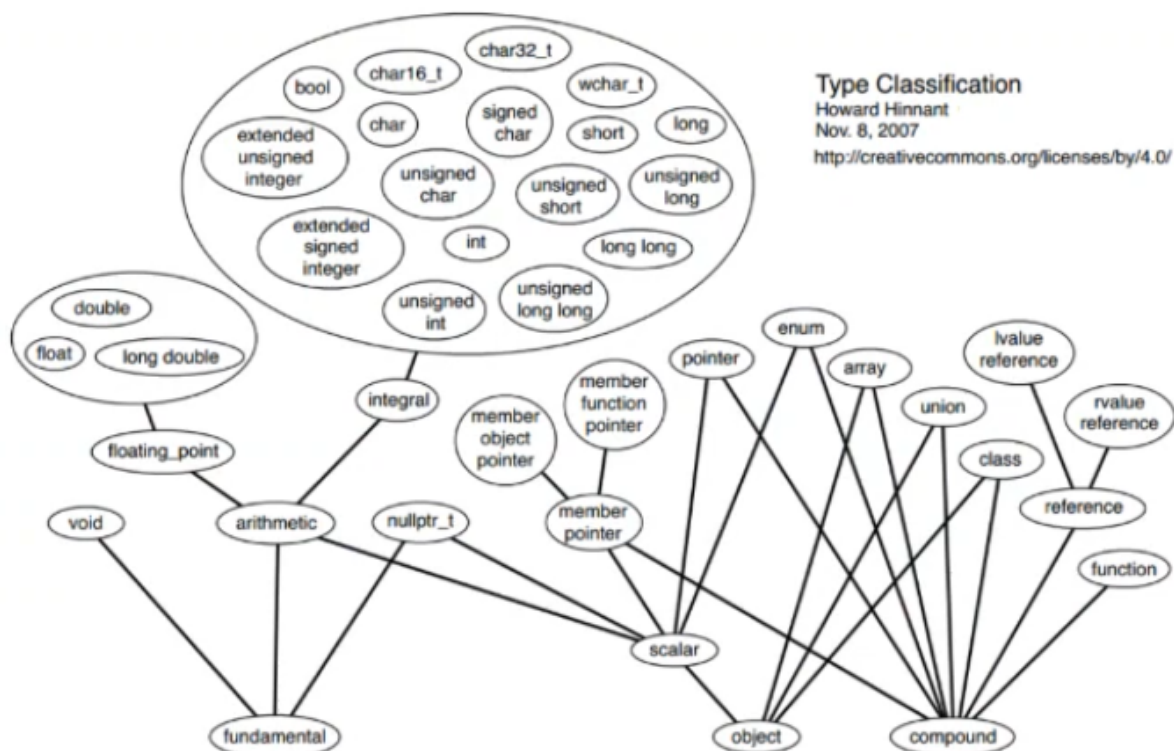 char32_t
char16_t
bool
wchar_t
char
signed
char
short
long
extended
unsigned
integer
unsigned
char
unsigned
short
unsigned
long
extended
signed
integer
int
long long
unsigned
int
unsigned
long long
Type Classification
Howard Hinnant
Nov. 8, 2007
http://creativecommons.org/licenses/by/4.0/
double
float
long double
integral
floating_point
member
object
pointer
member
function
pointer
pointer
enum
array
union
class
lvalue
reference
rvalue
reference
void
arithmetic
nullptr_t
member
pointer
reference
function
scalar
fundamental
object
compound